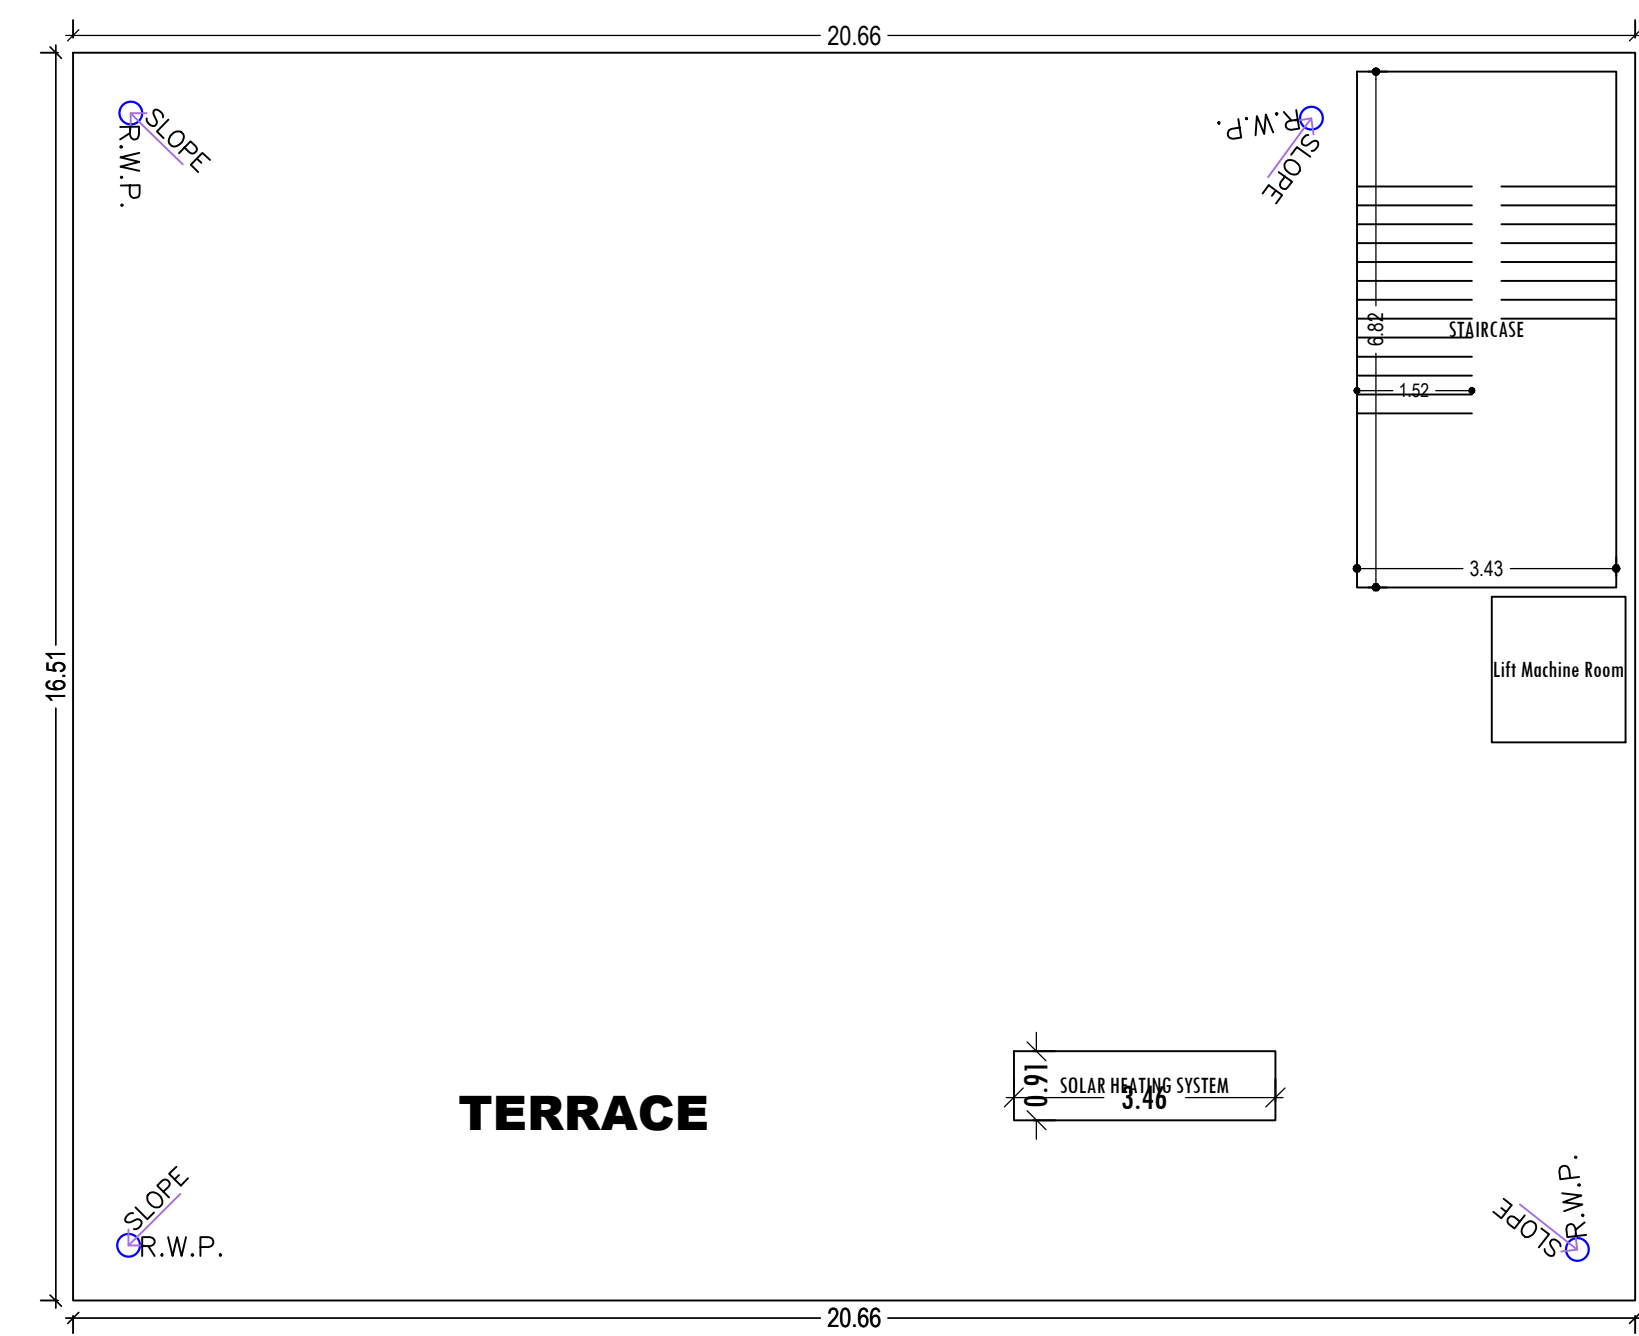 20.66
SLOPE
R.W.P.
R.W.P.
SLOPE
6.82
STAIRCASE
1.52
3.43
16.51
Lift Machine Room
0.91
SOLAR HEATING SYSTEM
3.46
TERRACE
SLOPE
R.W.P.
R.W.P.
SLOPE
20.66